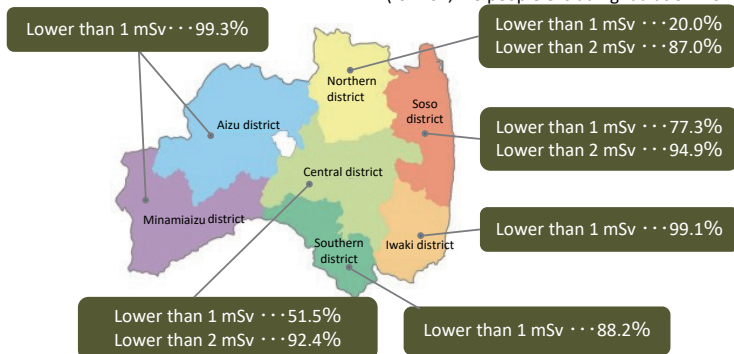 Lower than 1 mSv ･･･99.3%
Lower than 1 mSv ･･･20.0%
Lower than 2 mSv ･･･87.0%
Northern
district
Soso
district
Aizu district
Lower than 1 mSv ･･･77.3%
Lower than 2 mSv ･･･94.9%
Central district
Minamiaizu district
Southern
district
Iwaki district
Lower than 1 mSv ･･･99.1%
Lower than 1 mSv ･･･51.5%
Lower than 2 mSv ･･･92.4%
Lower than 1 mSv ･･･88.2%